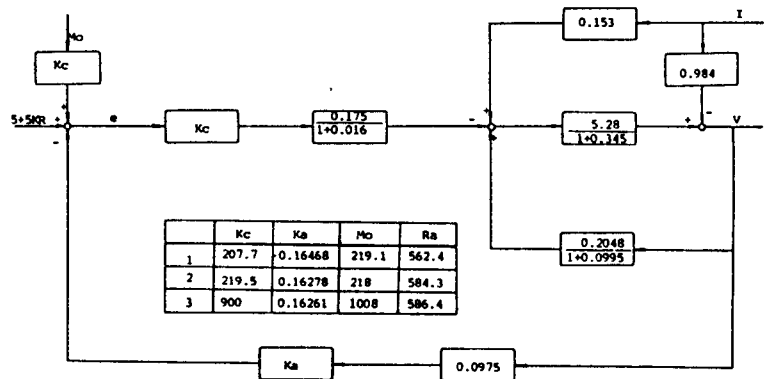 0.153
I
Mo
Kc
0.984
5+5KR
+
+
-
e
Kc
0.175
1+0.016
-
+
+
5.28
1+0.345
+
-
V
Kc Ka Mo Ra
1 207.7 0.16468 219.1 562.4
2 219.5 0.16278 218 584.3
3 900 0.16261 1008 586.4
0.2048
1+0.0995
Ka
0.0975